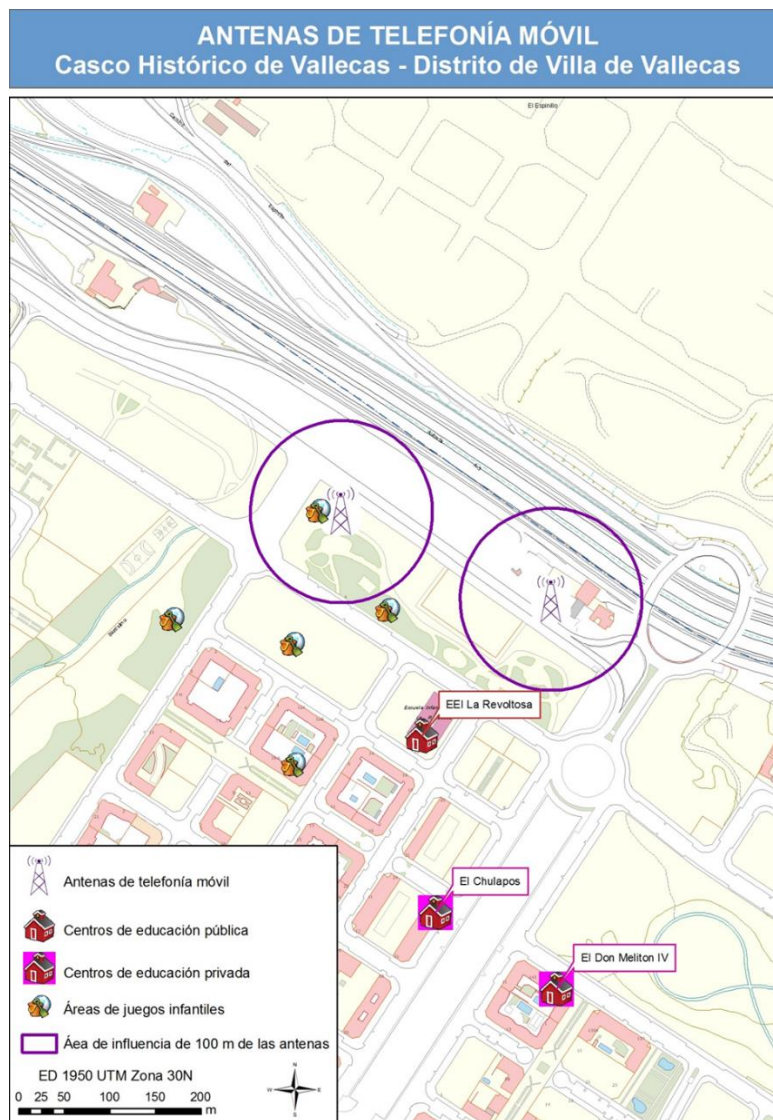 ANTENAS DE TELEFONÍA MÓVIL
Casco Histórico de Vallecas - Distrito de Villa de Vallecas
El Espinillo
Autovía
A-3
EEI La Revoltosa
El Chulapos
El Don Meliton IV
Antenas de telefonía móvil
Centros de educación pública
Centros de educación privada
Áreas de juegos infantiles
Áea de influencia de 100 m de las antenas
ED 1950 UTM Zona 30N
0 25 50 100 150 200
m
N
W E
S